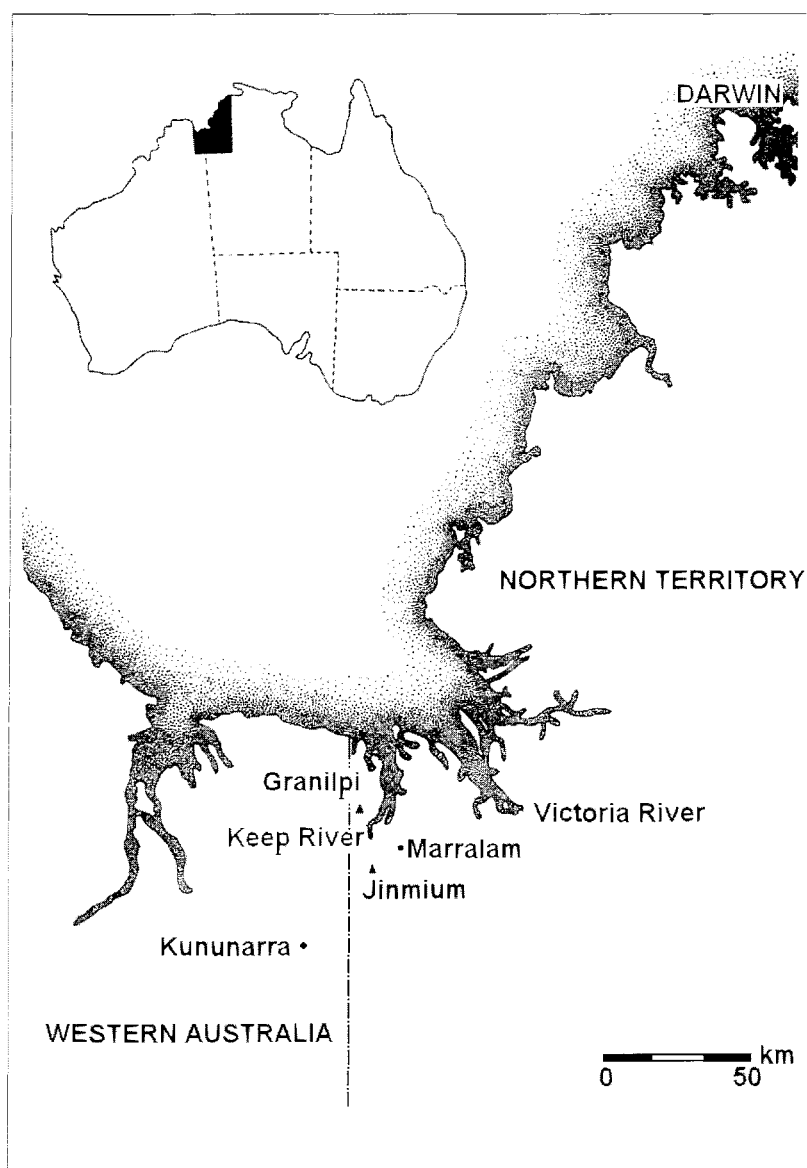 DARWIN
NORTHERN TERRITORY
Granilpi
Victoria River
Keep River
Marralam
Jinmium
Kununarra
WESTERN AUSTRALIA
km
0 50